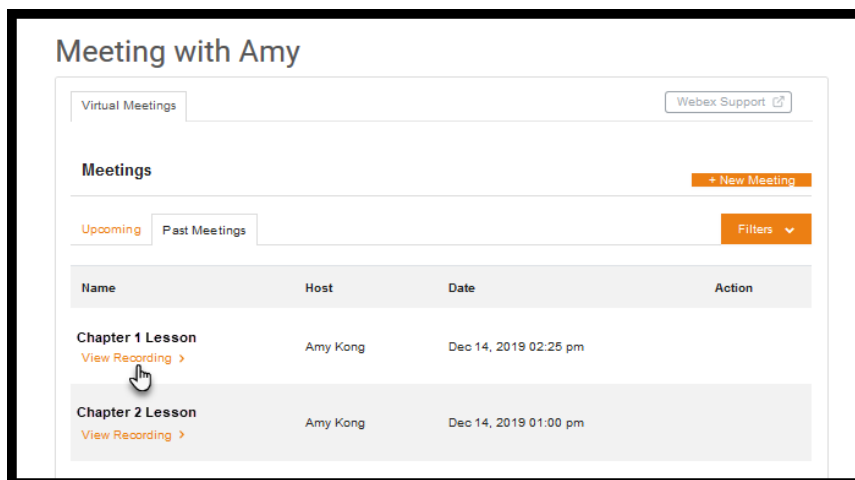 Meeting with Amy
Virtual Meetings
Webex Support
Meetings
+ New Meeting
Upcoming Past Meetings
Filters
Name Host Date Action
Chapter 1 Lesson
View Recording >
Amy Kong Dec 14, 2019 02:25 pm
Chapter 2 Lesson
View Recording >
Amy Kong Dec 14, 2019 01:00 pm